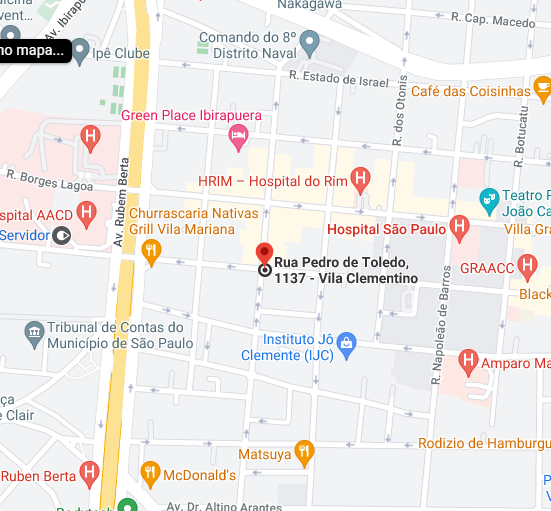 Nakagawa
R. Cap. Macedo
Av. Ibirapu
no mapa...
Ipê Clube
Comando do 8º
Distrito Naval
R. Estado de Israel
R. dos Otonis
Café das Coisinhas
Green Place Ibirapuera
R. Botucatu
R. Borges Lagoa
HRIM – Hospital do Rim
Av. Rubem Berta
Teatro
João Ca
spital AACD
Churrascaria Nativas
Grill Vila Mariana
Hospital São Paulo
Villa Gra
Servidor
Rua Pedro de Toledo,
1137 - Vila Clementino
GRAACC
Black
R. Napoleão de Barros
Tribunal de Contas do
Município de São Paulo
Instituto Jô
Clemente (IJC)
Amparo Ma
ça
e Clair
Matsuya
Rodizio de Hamburgu
Ruben Berta
McDonald's
Av. Dr. Altino Arantes